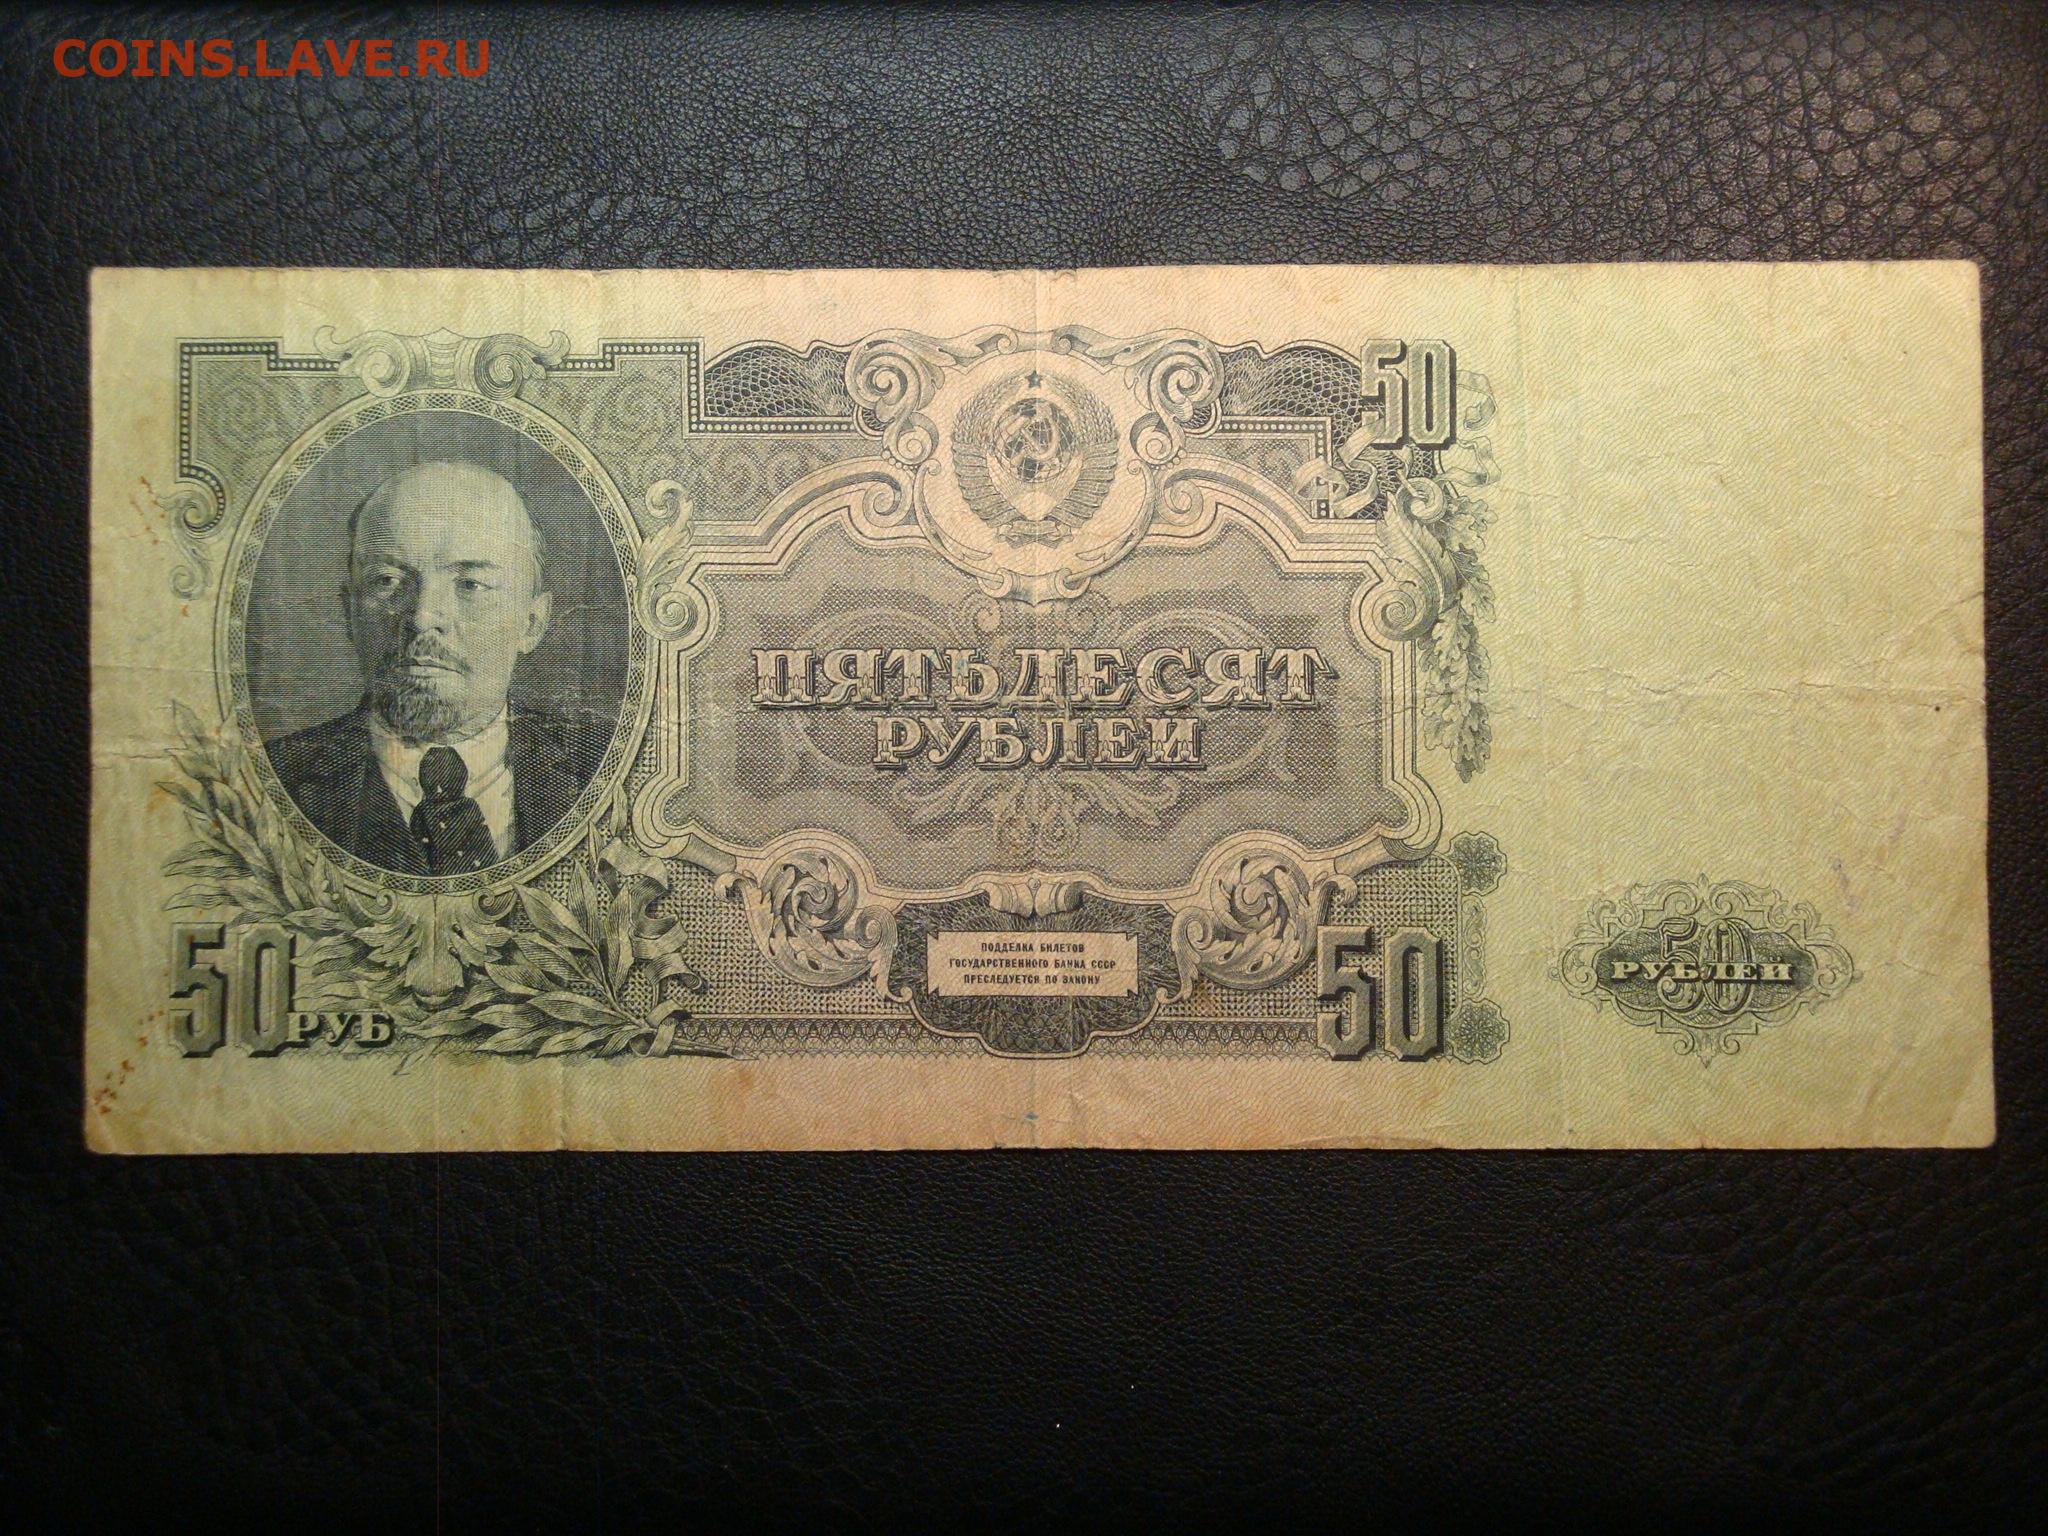 COINS.LAVE.RU
50
ПЯТЬДЕСЯТ
РУБЛЕЙ
50 РУБ
ПОДДЕЛКА БИЛЕТОВ
ГОСУДАРСТВЕННОГО БАНКА СССР
ПРЕСЛЕДУЕТСЯ ПО ЗАКОНУ
50
50
РУБЛЕЙ